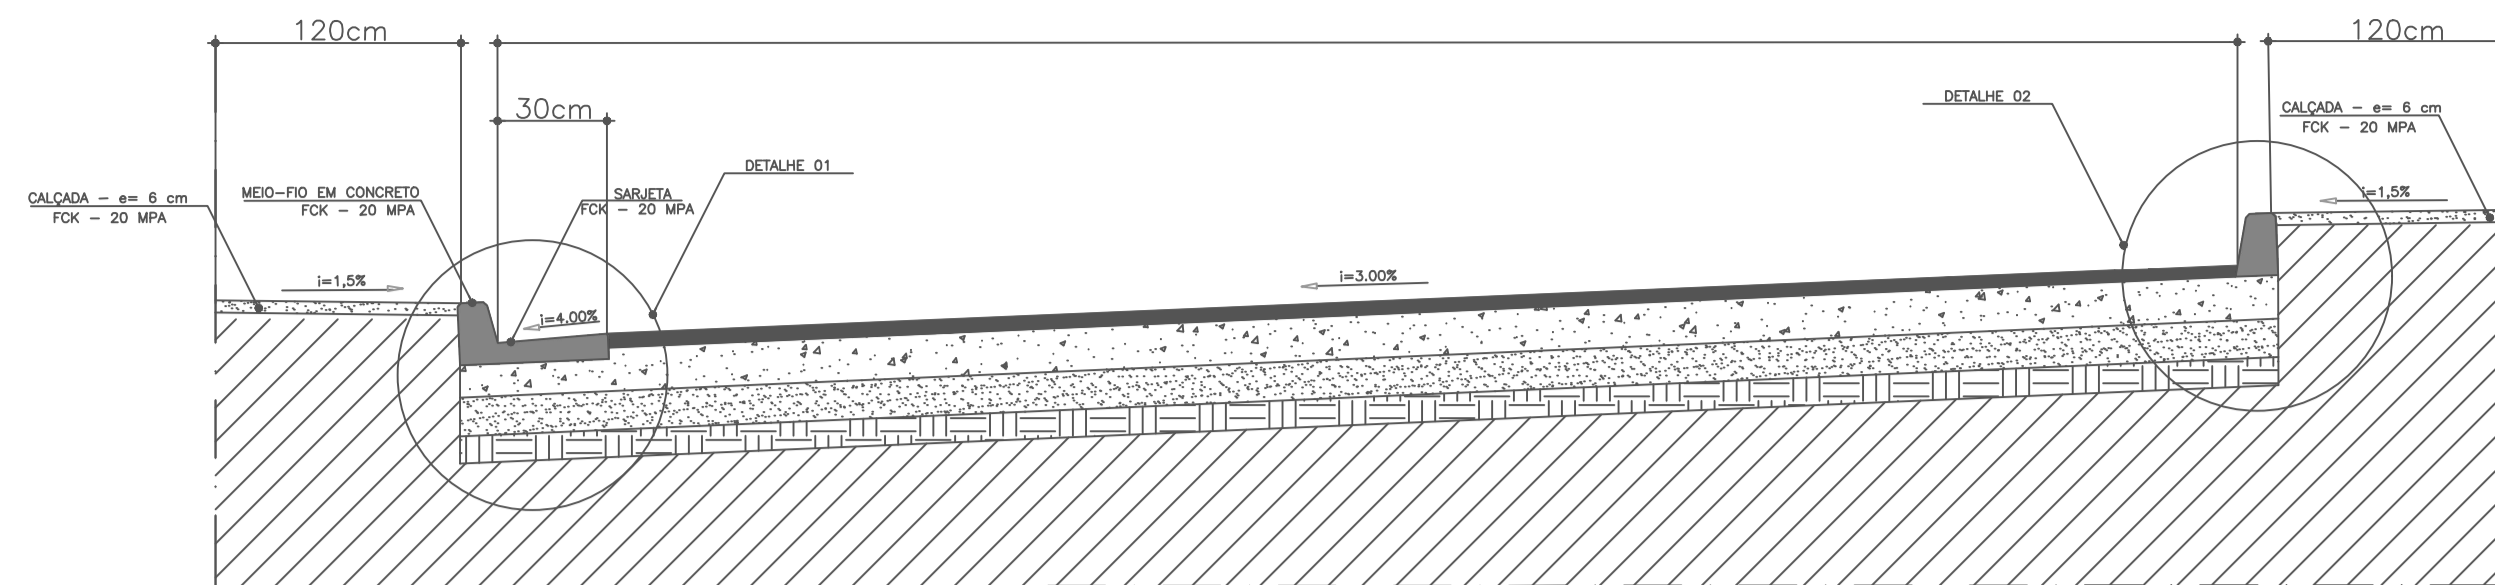 120cm
120cm
30cm
DETALHE 02
CALÇADA - e= 6 cm
FCK - 20 MPA
DETALHE 01
CALÇADA - e= 6 cm
FCK - 20 MPA
MEIO-FIO EM CONCRETO
FCK - 20 MPA
SARJETA
FCK - 20 MPA
i=1,5%
i=1,5%
i=3.00%
i=4.00%